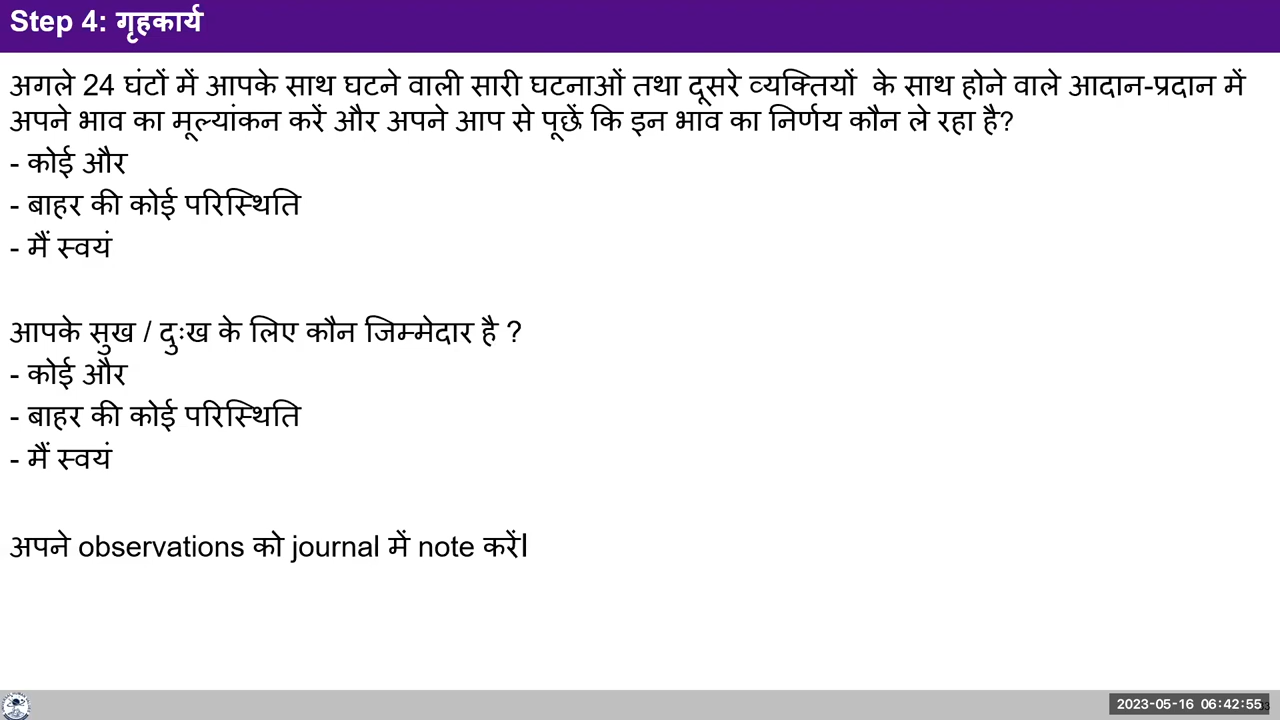 Step 4: गृहकार्य
अगले 24 घंटों में आपके साथ घटने वाली सारी घटनाओं तथा दूसरे व्यक्तियों के साथ होने वाले आदान-प्रदान में
अपने भाव का मूल्यांकन करें और अपने आप से पूछें कि इन भाव का निर्णय कौन ले रहा है?
- कोई और
- बाहर की कोई परिस्थिति
- मैं स्वयं
आपके सुख / दुःख के लिए कौन जिम्मेदार है ?
- कोई और
- बाहर की कोई परिस्थिति
- मैं स्वयं
अपने observations को journal में note करें।
2023-05-16 06:42:55